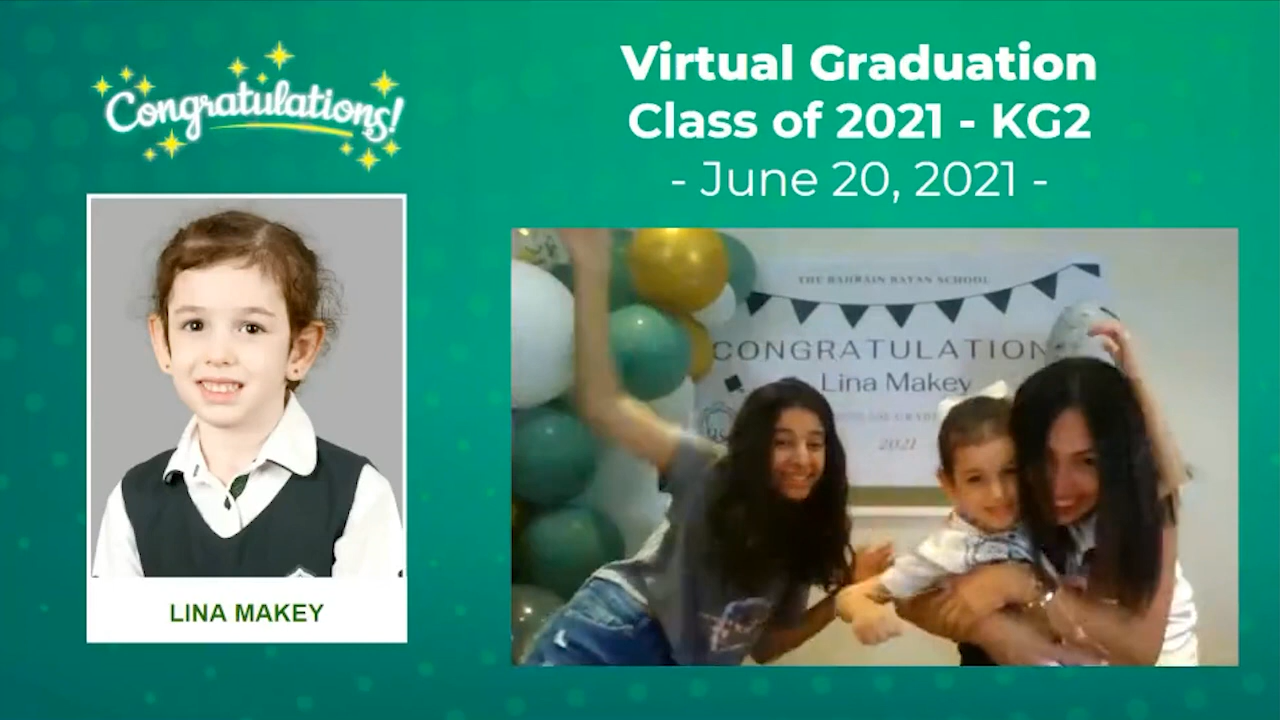 Congratulations!
Virtual Graduation
Class of 2021 - KG2
- June 20, 2021 -
LINA MAKEY
THE BAHRAIN BAYAN SCHOOL
CONGRATULATION
Lina Makey
2021